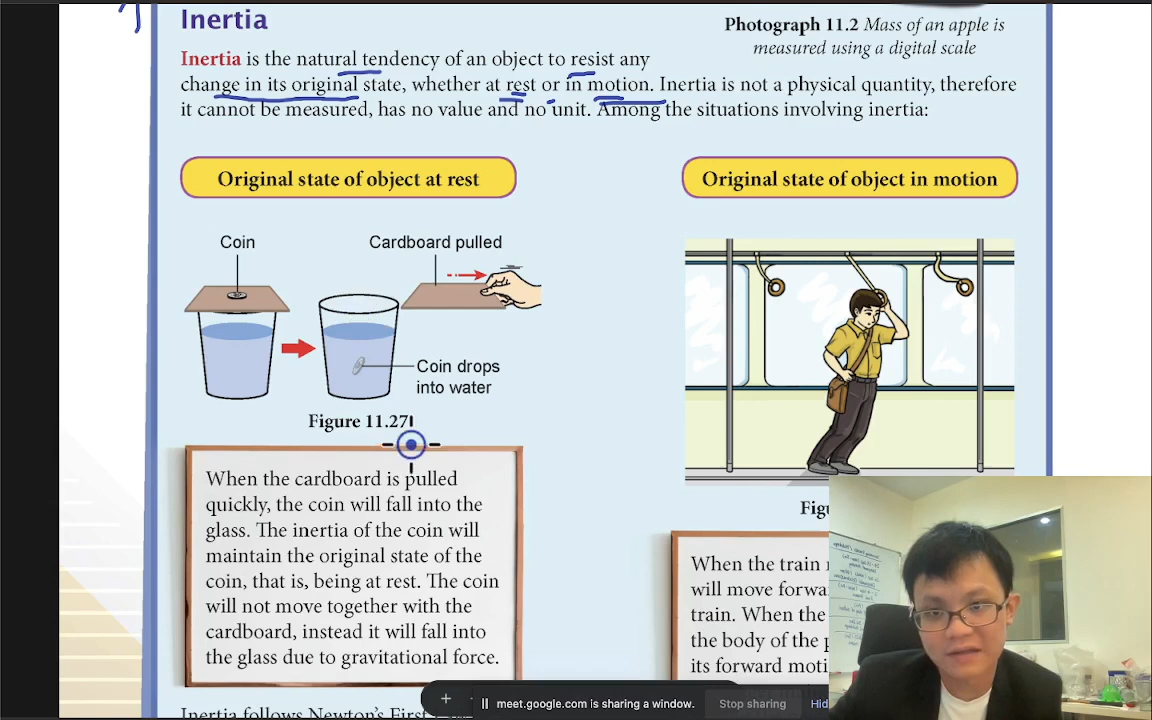 Inertia
Photograph 11.2 Mass of an apple is
measured using a digital scale
Inertia is the natural tendency of an object to resist any
change in its original state, whether at rest or in motion. Inertia is not a physical quantity, therefore
it cannot be measured, has no value and no unit. Among the situations involving inertia:
Original state of object at rest
Original state of object in motion
Coin
Cardboard pulled
Coin drops
into water
Figure 11.27
When the cardboard is pulled
quickly, the coin will fall into the
glass. The inertia of the coin will
maintain the original state of the
coin, that is, being at rest. The coin
will not move together with the
cardboard, instead it will fall into
the glass due to gravitational force.
When the train
will move forwa
train. When the
the body of the p
its forward moti
Inertia follows Newton's First
meet.google.com is sharing a window.
Stop sharing
Hid